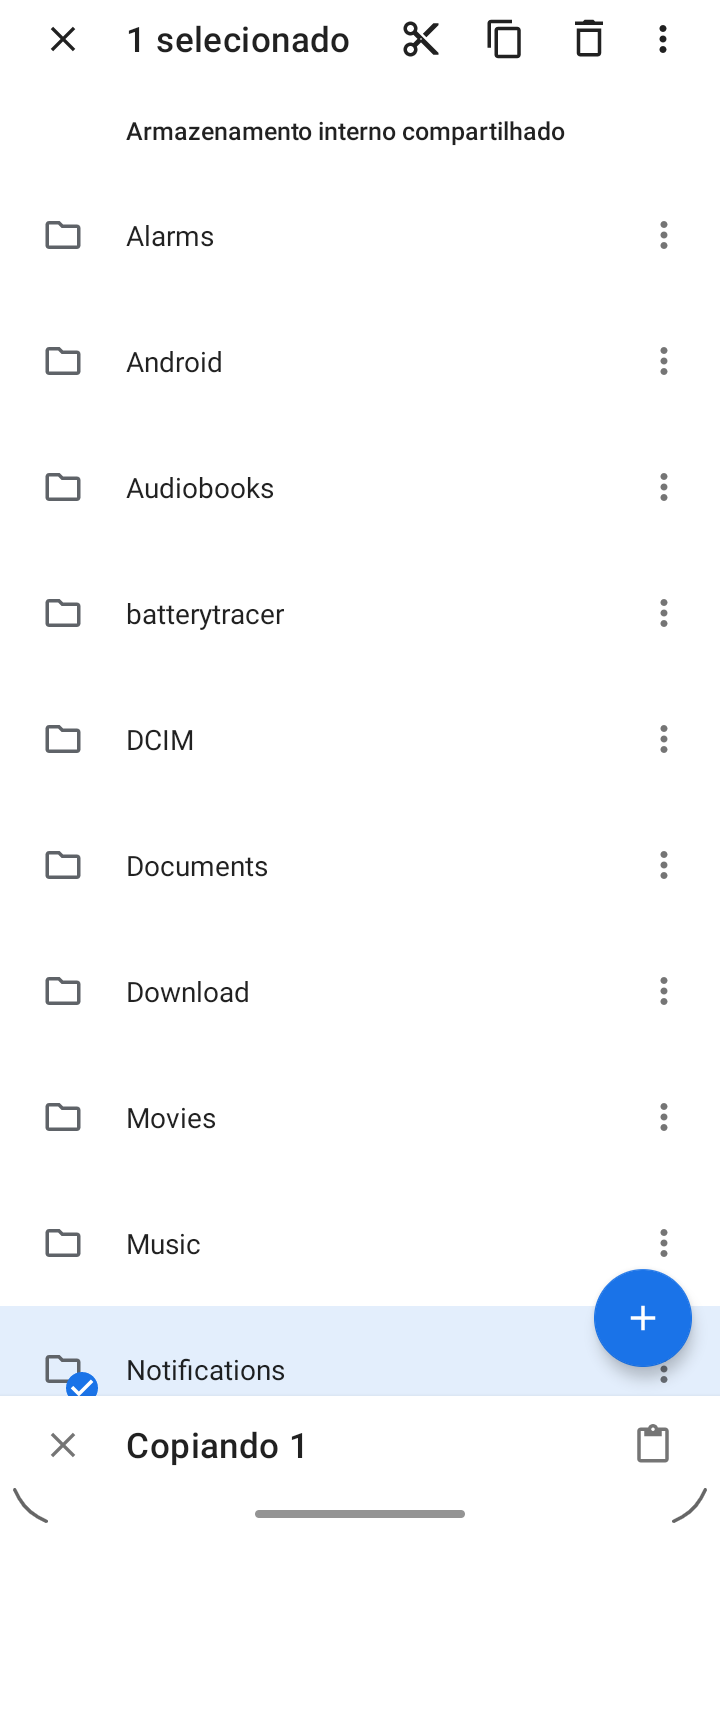 1 selecionado
Armazenamento interno compartilhado
Alarms
Android
Audiobooks
batterytracer
DCIM
Documents
Download
Movies
Music
Notifications
Copiando 1